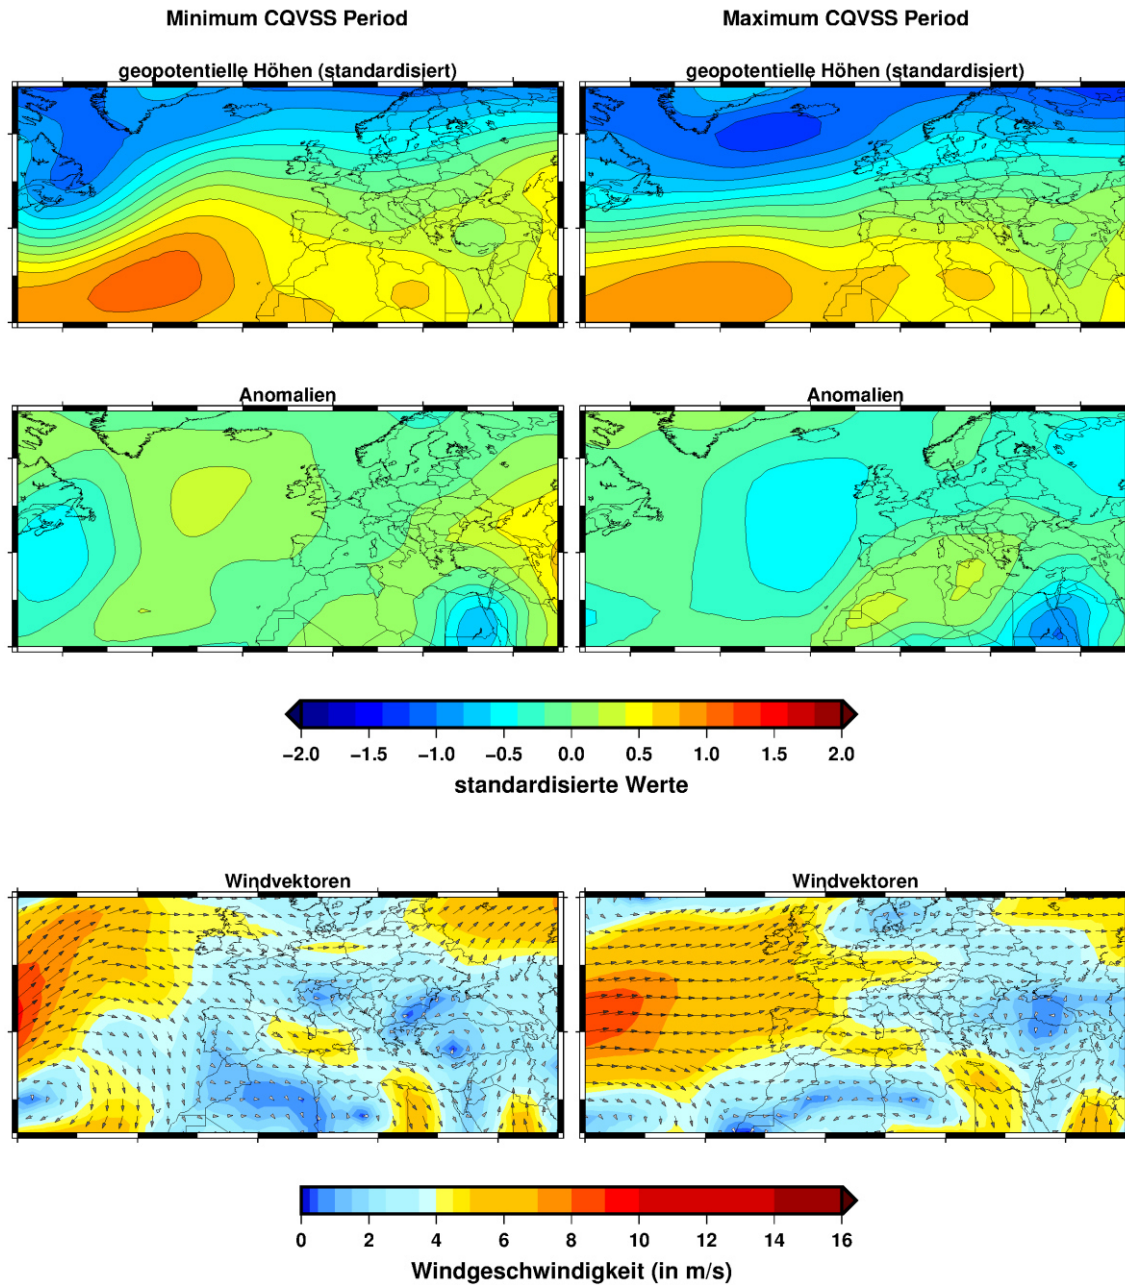 Minimum CQVSS Period
Maximum CQVSS Period
geopotentielle Höhen (standardisiert)
geopotentielle Höhen (standardisiert)
Anomalien
Anomalien
−2.0 −1.5 −1.0 −0.5 0.0 0.5 1.0 1.5 2.0
standardisierte Werte
Windvektoren
Windvektoren
0 2 4 6 8 10 12 14 16
Windgeschwindigkeit (in m/s)